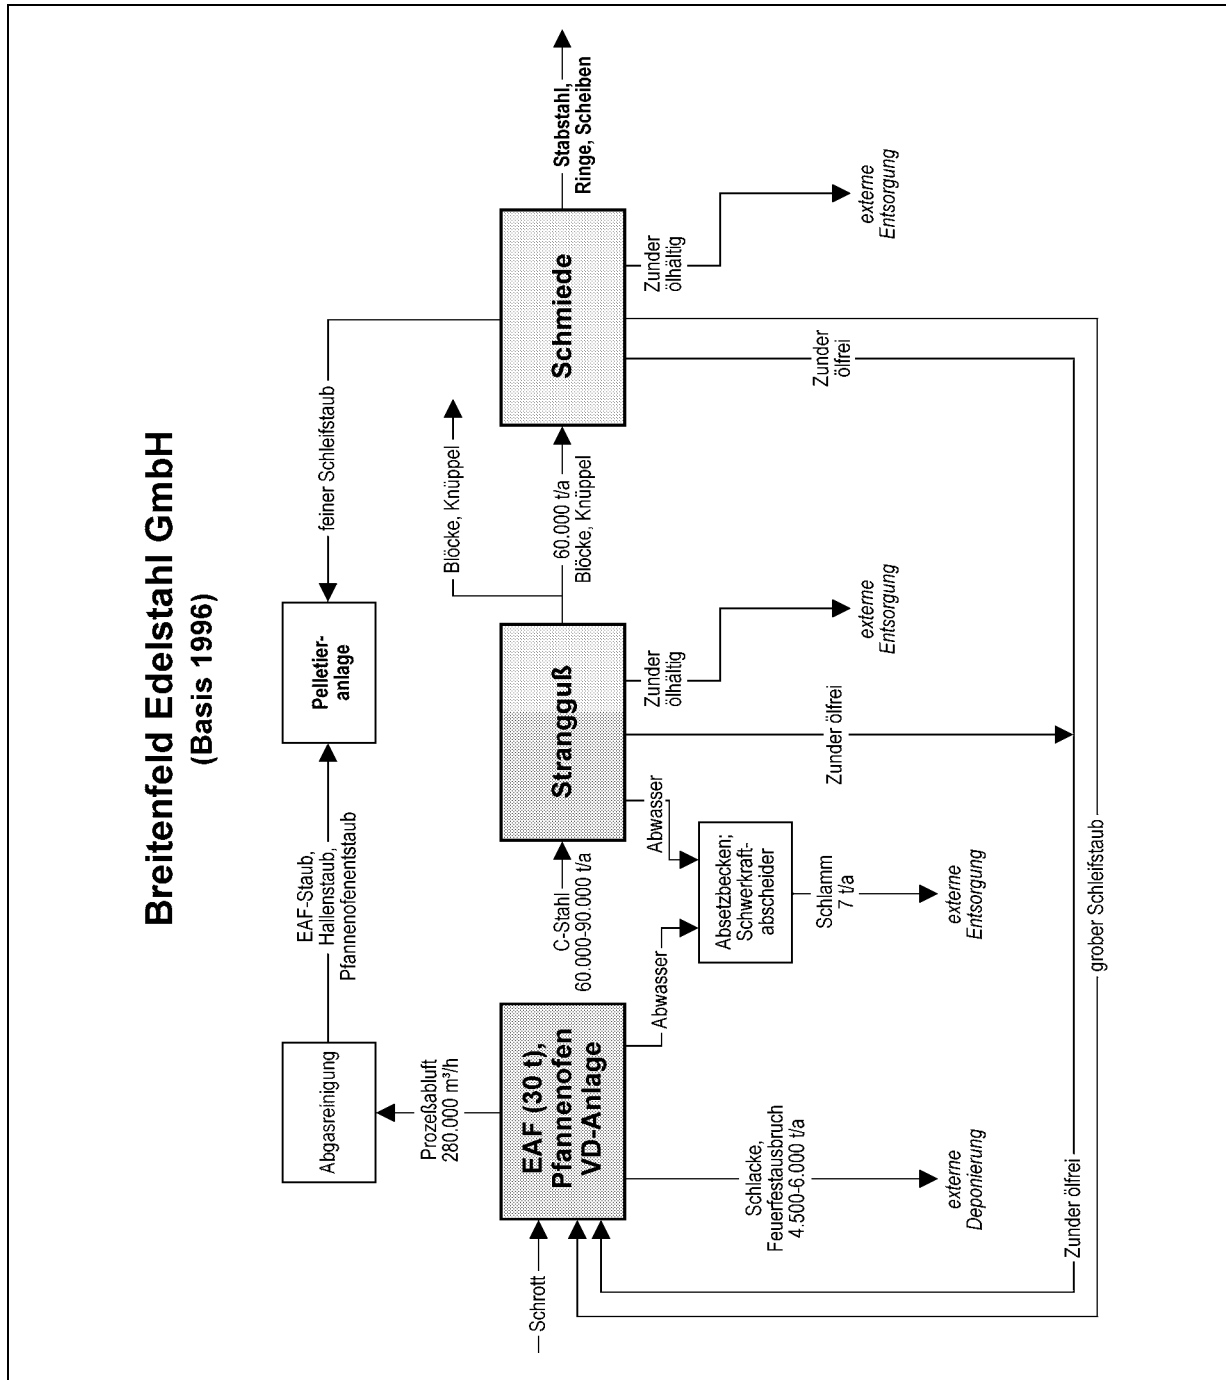 Breitenfeld Edelstahl GmbH
(Basis 1996)
Abgasreinigung
EAF-Staub,
Hallenstaub,
Pfannenofenentstaub
Pelletier-
anlage
feiner Schleifstaub
Prozeßabluft
280.000 m³/h
Schrott
EAF (30 t),
Pfannenofen
VD-Anlage
C-Stahl
60.000-90.000 t/a
Strangguß
Blöcke, Knüppel
60.000 t/a
Blöcke, Knüppel
Schmiede
Stabstahl,
Ringe, Scheiben
Schlacke,
Feuerfestausbruch
4.500-6.000 t/a
externe
Deponierung
Abwasser
Abwasser
Absetzbecken;
Schwerkraft-
abscheider
Schlamm
7 t/a
externe
Entsorgung
Zunder ölfrei
Zunder
ölhältig
externe
Entsorgung
Zunder
ölfrei
Zunder
ölhältig
externe
Entsorgung
Zunder ölfrei
grober Schleifstaub